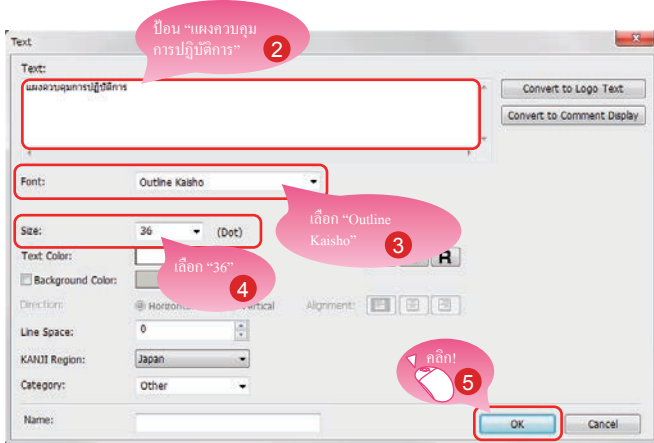 ป้อน “แผงควบคุม
การปฏิบัติการ”
2
Text
Text:
แผงควบคุมการปฏิบัติการ
Convert to Logo Text
Convert to Comment Display
Font:
Outline Kaisho
เลือก “Outline
Kaisho”
3
Size:
36
(Dot)
Text Color:
R
เลือก “36”
4
Background Color:
Direction:
Alignment:
Line Space:
0
KANJI Region:
Japan
คลิก!
5
Category:
Other
Name:
OK
Cancel